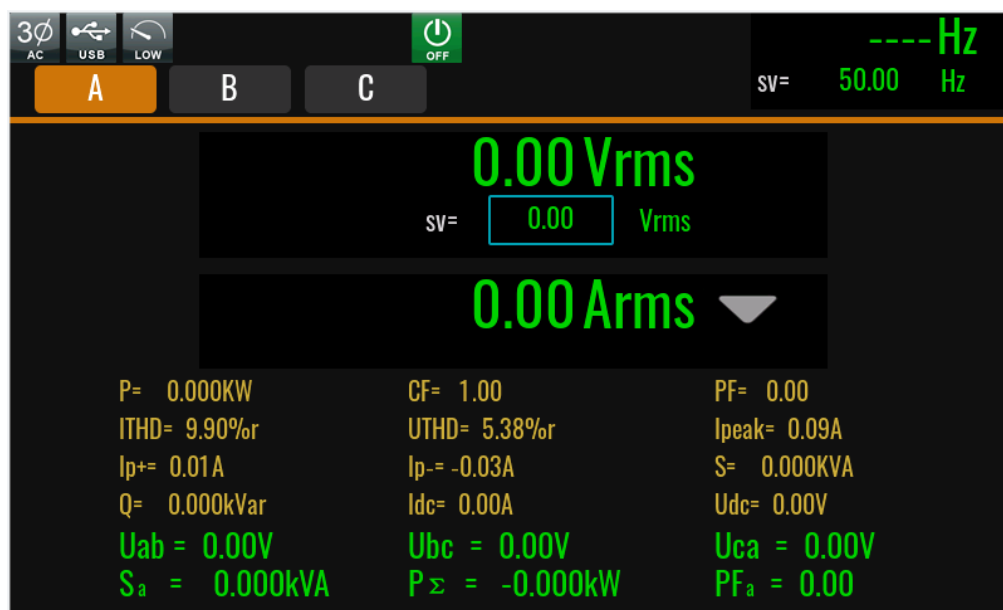 3Ø AC USB LOW OFF ----Hz
A B C sv= 50.00 Hz
0.00 Vrms
sv= 0.00 Vrms
0.00 Arms
P= 0.000KW CF= 1.00 PF= 0.00
ITHD= 9.90%r UTHD= 5.38%r Ipeak= 0.09A
Ip+= 0.01A Ip-= -0.03A S= 0.000KVA
Q= 0.000kVar Idc= 0.00A Udc= 0.00V
Uab = 0.00V Ubc = 0.00V Uca = 0.00V
Sa = 0.000kVA PΣ = -0.000kW PFa = 0.00